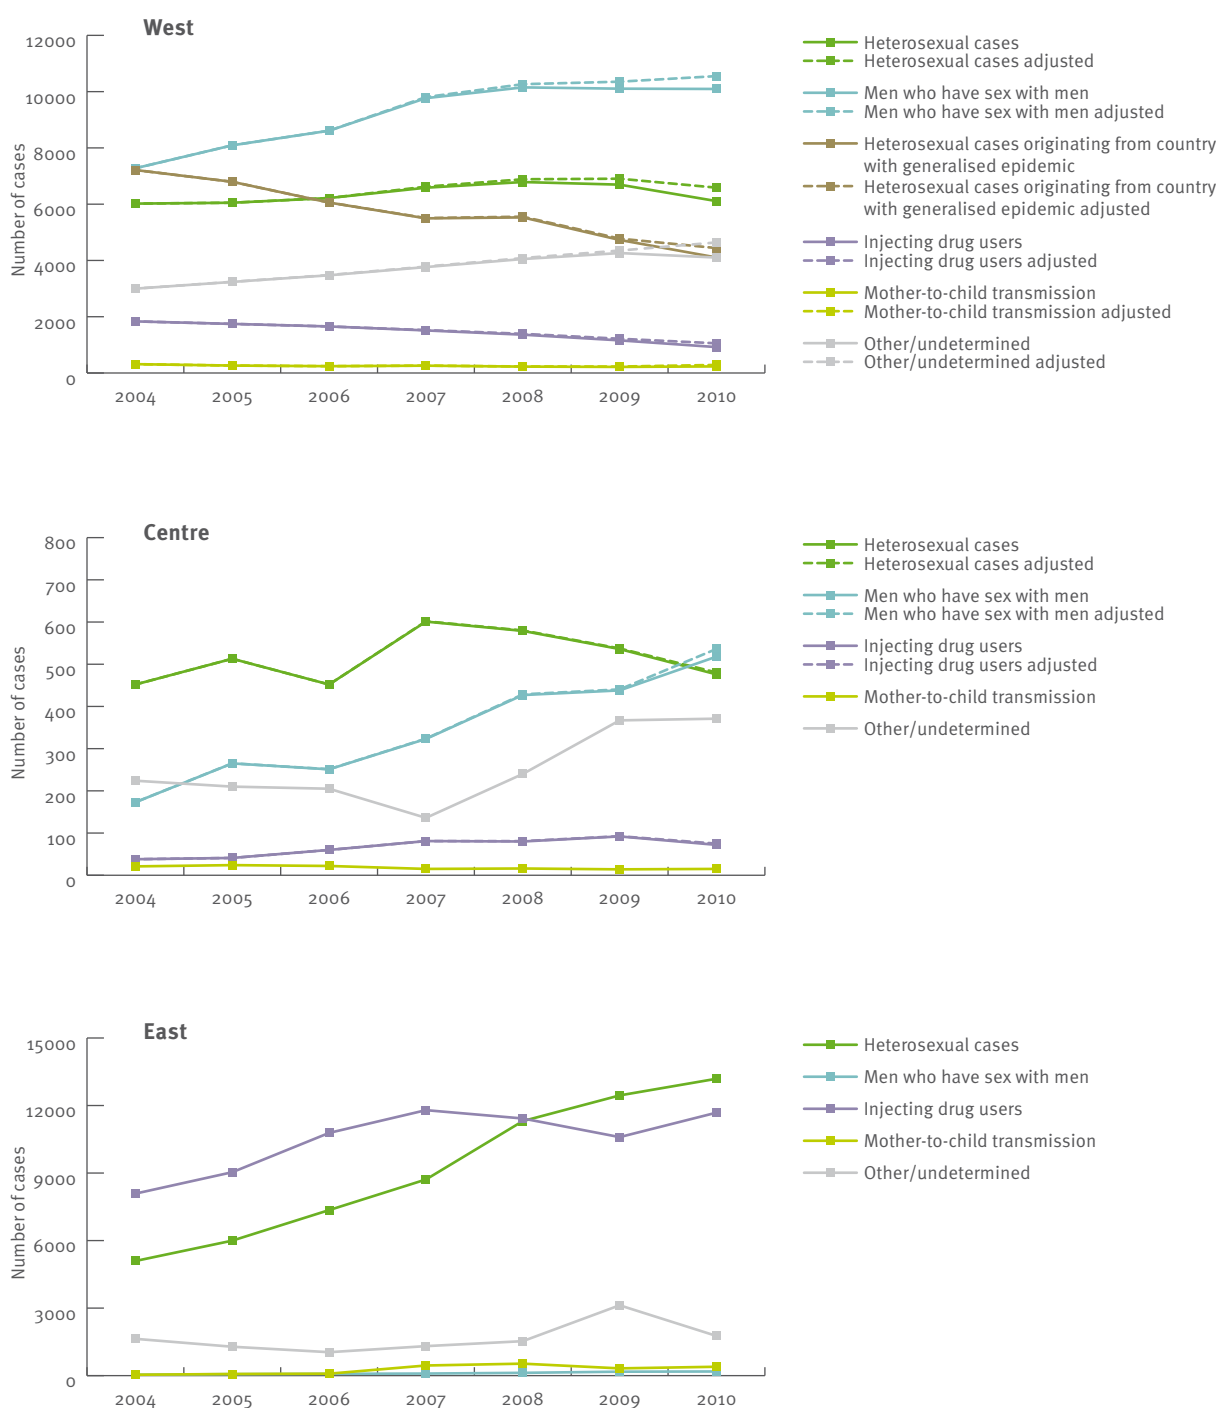 West
12000
10000
8000
6000
4000
2000
0
Number of cases
2004 2005 2006 2007 2008 2009 2010
Heterosexual cases
Heterosexual cases adjusted
Men who have sex with men
Men who have sex with men adjusted
Heterosexual cases originating from country
with generalised epidemic
Heterosexual cases originating from country
with generalised epidemic adjusted
Injecting drug users
Injecting drug users adjusted
Mother-to-child transmission
Mother-to-child transmission adjusted
Other/undetermined
Other/undetermined adjusted
Centre
800
700
600
500
400
300
200
100
0
Number of cases
2004 2005 2006 2007 2008 2009 2010
Heterosexual cases
Heterosexual cases adjusted
Men who have sex with men
Men who have sex with men adjusted
Injecting drug users
Injecting drug users adjusted
Mother-to-child transmission
Other/undetermined
East
15000
12000
9000
6000
3000
0
Number of cases
2004 2005 2006 2007 2008 2009 2010
Heterosexual cases
Men who have sex with men
Injecting drug users
Mother-to-child transmission
Other/undetermined